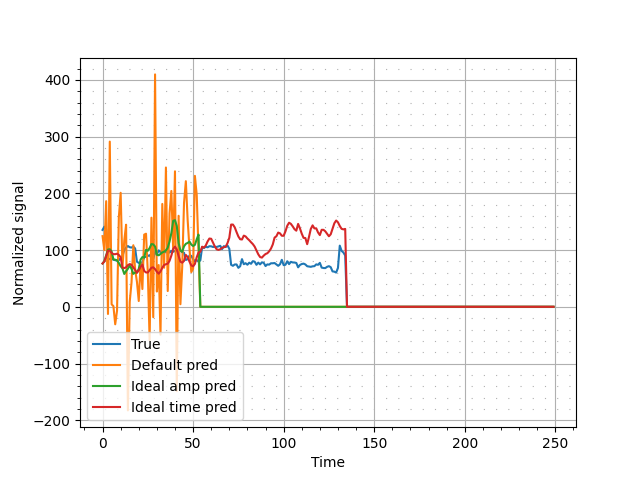 400
300
200
100
0
−100
−200
Normalized signal
True
Default pred
Ideal amp pred
Ideal time pred
0 50 100 150 200 250
Time